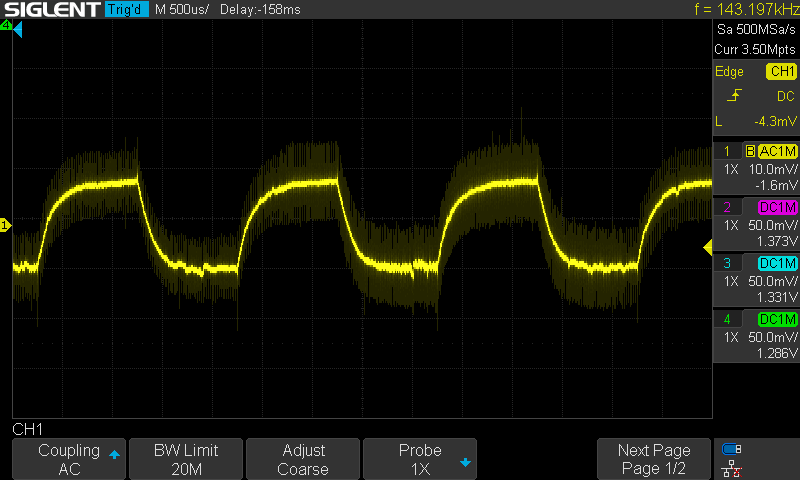 SIGLENT Trig'd M 500us/ Delay:-158ms f = 143.197kHz
Sa 500MSa/s
Curr 3.50Mpts
Edge CH1
DC
L -4.3mV
1 B AC1M
1X 10.0mV/
-1.6mV
2 DC1M
1X 50.0mV/
1.373V
3 DC1M
1X 50.0mV/
1.331V
4 DC1M
1X 50.0mV/
1.286V
4
1
CH1
Coupling BW Limit Adjust Probe Next Page
AC 20M Coarse 1X Page 1/2